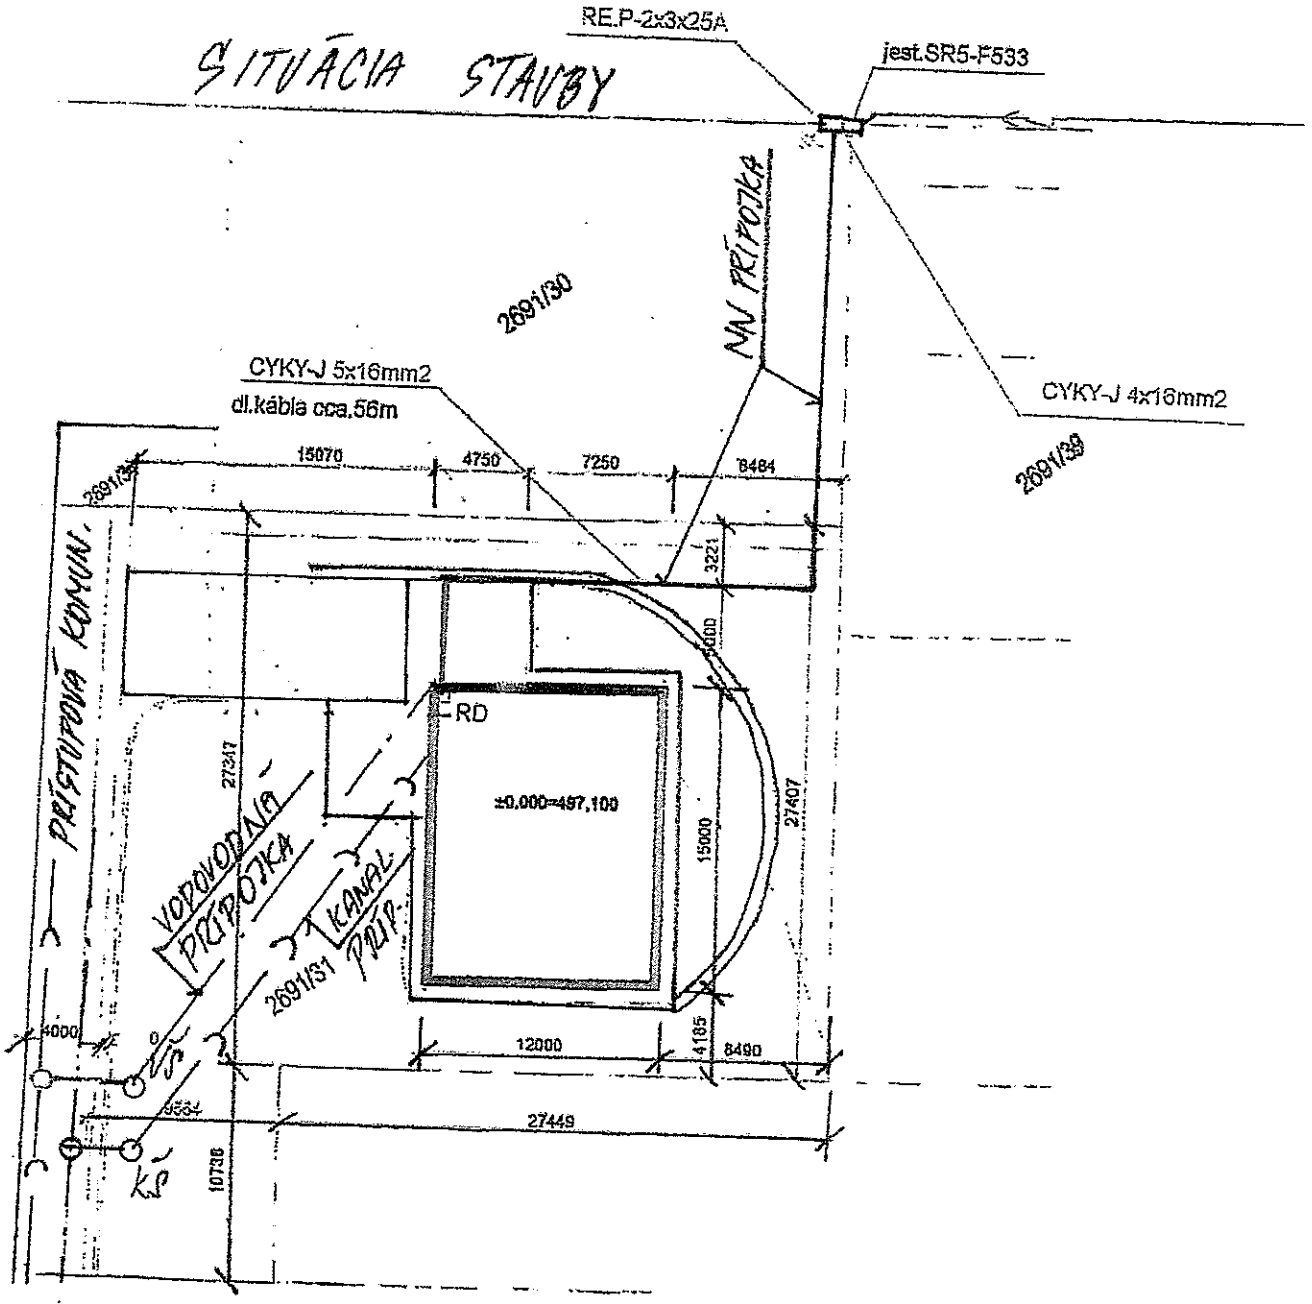 RE.P-2x3x25A
jest.SR5-F533
SITUÁCIA STAVBY
NN PRÍPOJKA
2691/30
CYKY-J 5x16mm2
dl.kábla cca,56m
CYKY-J 4x16mm2
2691/39
15070
4750
7250
8484
PRÍSTUPOVÁ KOMUN.
3221
RD
27347
±0,000=497,100
15000
27407
VODOVODNÁ
PRÍPOJKA
KANAL.
PRÍP.
2691/31
4000
0
VŠ
12000
4185
8490
27449
KŠ
10738